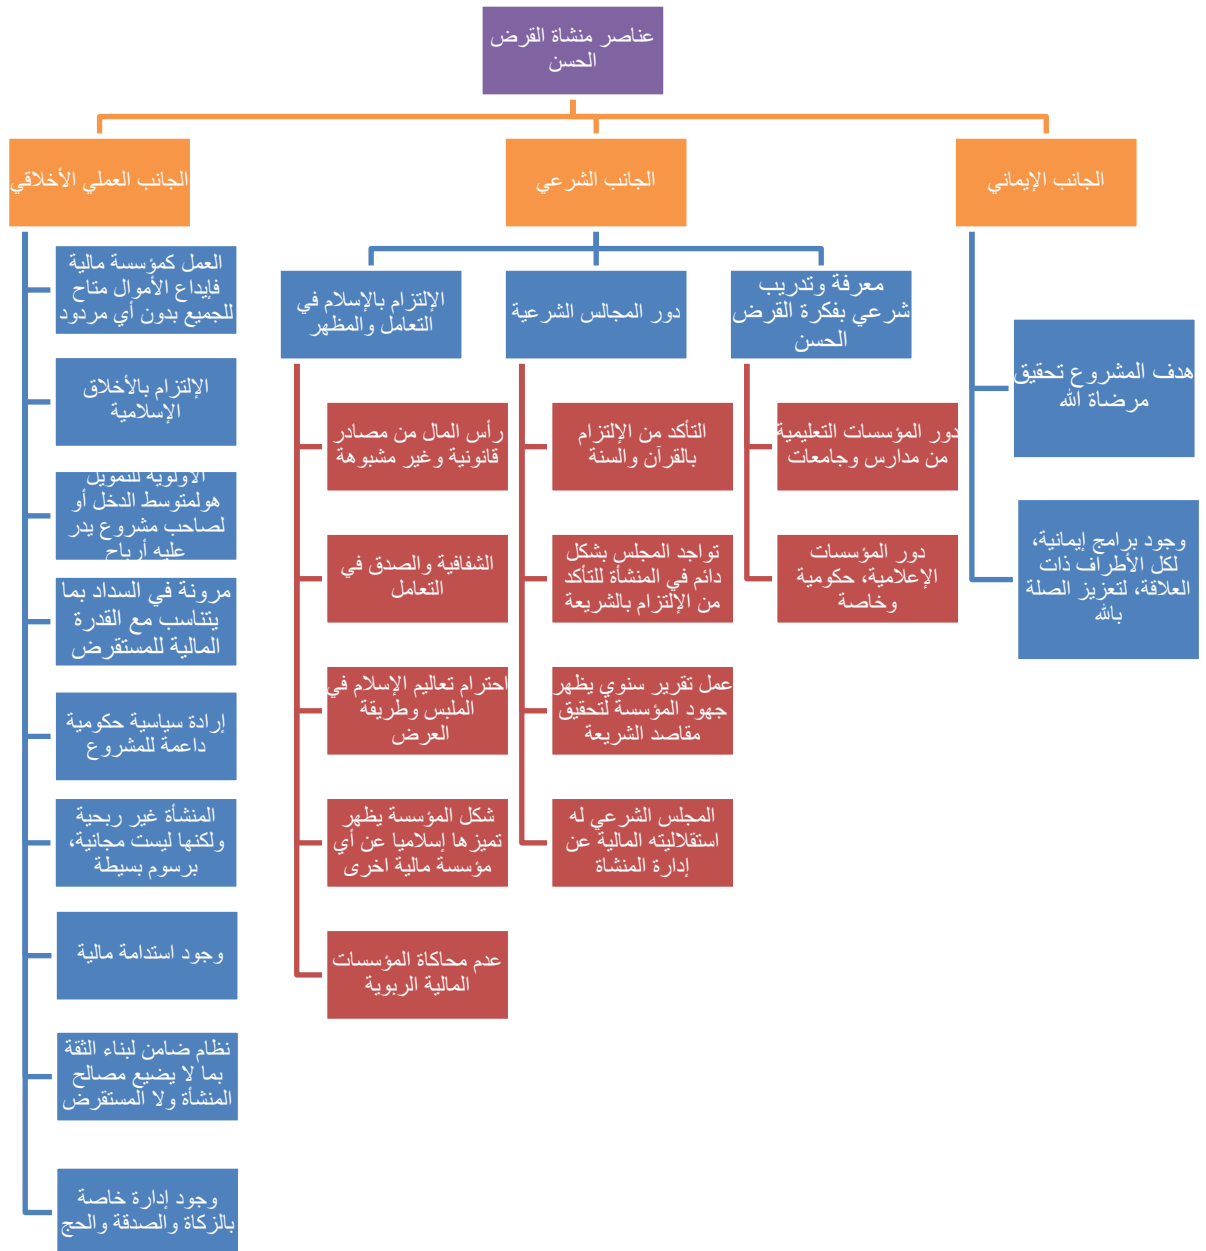 عناصر منشاة القرض
الحسن
الجانب الإيماني
الجانب الشرعي
الجانب العملي الأخلاقي
هدف المشروع تحقيق
مرضاة الله
وجود برامج إيمانية،
لكل الأطراف ذات
العلاقة، لتعزيز الصلة
بالله
معرفة وتدريب
شرعي بفكرة القرض
الحسن
دور المؤسسات التعليمية
من مدارس وجامعات
دور المؤسسات
الإعلامية، حكومية
وخاصة
دور المجالس الشرعية
التأكد من الإلتزام
بالقرآن والسنة
تواجد المجلس بشكل
دائم في المنشأة للتأكد
من الإلتزام بالشريعة
عمل تقرير سنوي يظهر
جهود المؤسسة لتحقيق
مقاصد الشريعة
المجلس الشرعي له
استقلاليته المالية عن
إدارة المنشاة
الإلتزام بالإسلام في
التعامل والمظهر
رأس المال من مصادر
قانونية وغير مشبوهة
الشفافية والصدق في
التعامل
احترام تعاليم الإسلام في
الملبس وطريقة
العرض
شكل المؤسسة يظهر
تميزها إسلاميا عن أي
مؤسسة مالية اخرى
عدم محاكاة المؤسسات
المالية الربوية
العمل كمؤسسة مالية
فإيداع الأموال متاح
للجميع بدون أي مردود
الإلتزام بالأخلاق
الإسلامية
الاولوية للتمويل
هولمتوسط الدخل أو
لصاحب مشروع يدر
عليه أرباح
مرونة في السداد بما
يتناسب مع القدرة
المالية للمستقرض
إرادة سياسية حكومية
داعمة للمشروع
المنشأة غير ربحية
ولكنها ليست مجانية،
برسوم بسيطة
وجود استدامة مالية
نظام ضامن لبناء الثقة
بما لا يضيع مصالح
المنشأة ولا المستقرض
وجود إدارة خاصة
بالزكاة والصدقة والحج